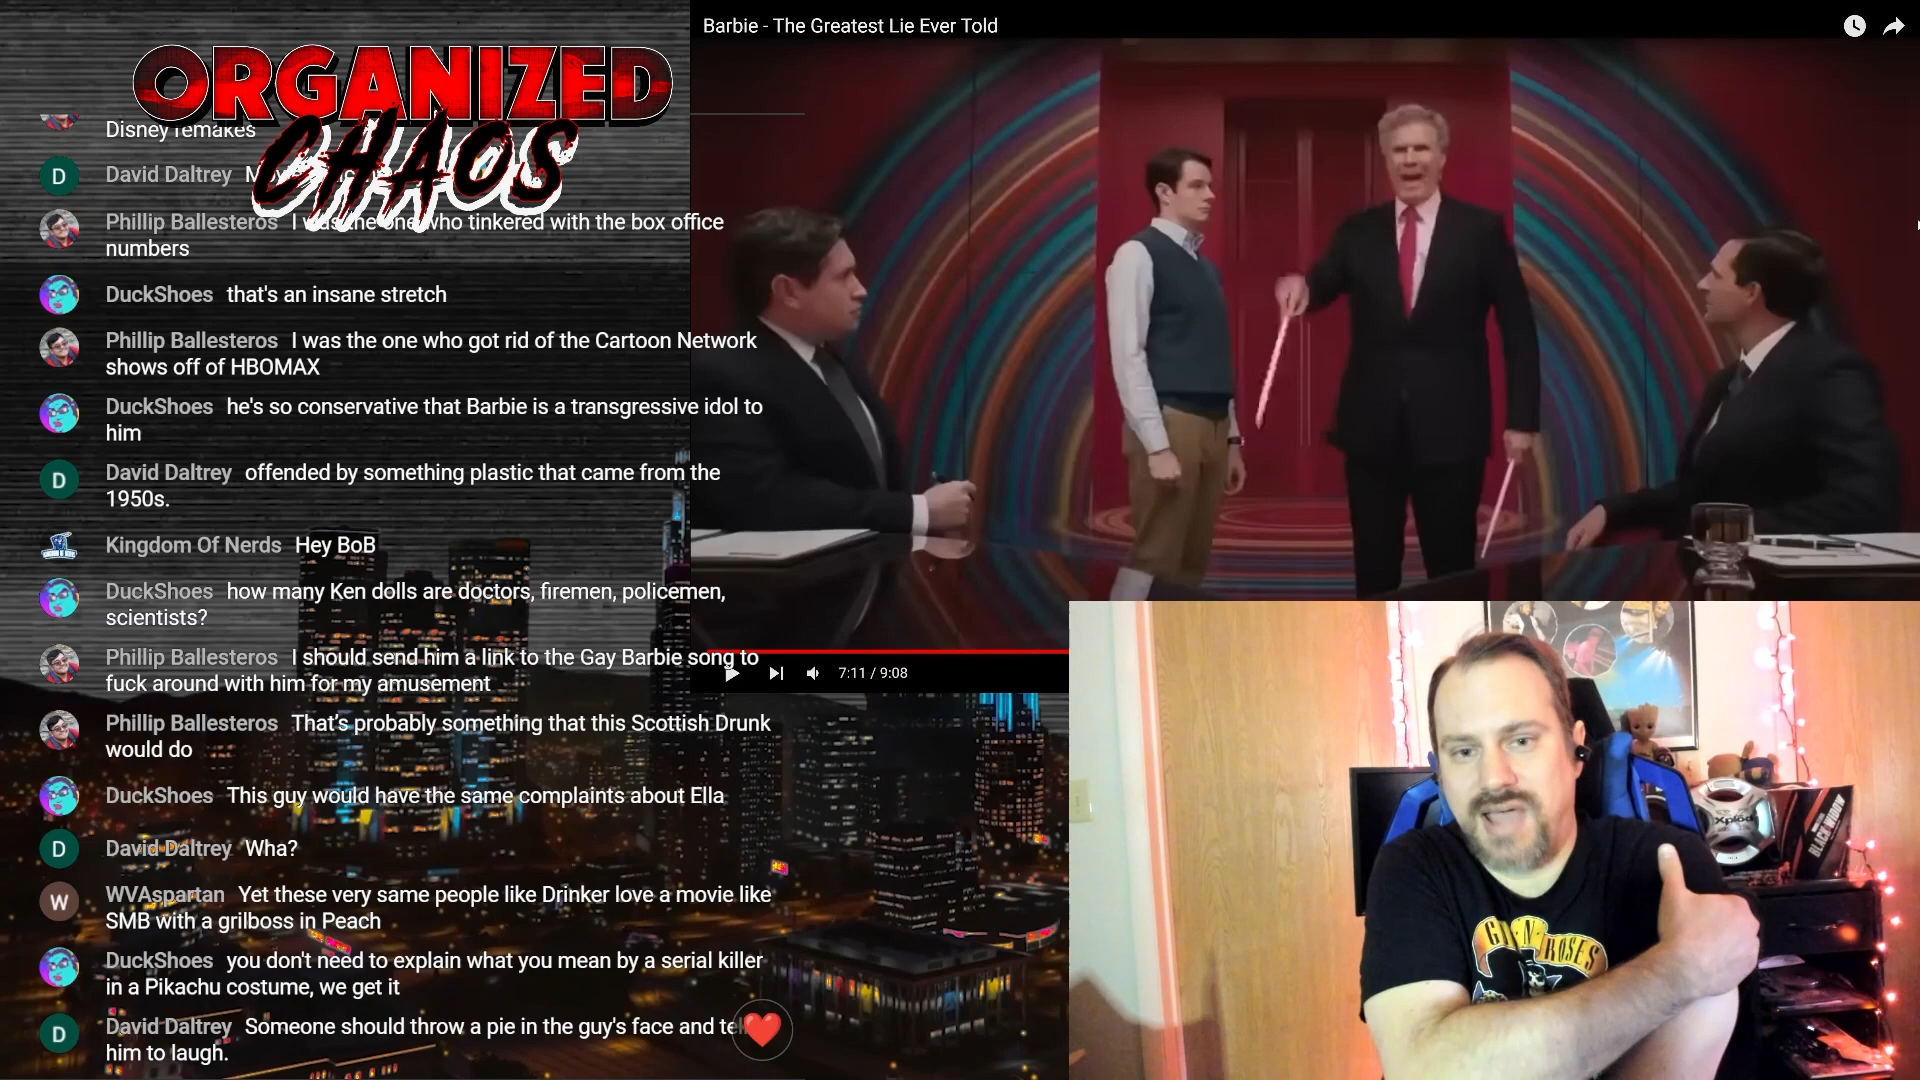 ORGANIZED
CHAOS
Disney remakes
David Daltrey
Phillip Ballesteros I was the one who tinkered with the box office
numbers
DuckShoes that's an insane stretch
Phillip Ballesteros I was the one who got rid of the Cartoon Network
shows off of HBOMAX
DuckShoes he's so conservative that Barbie is a transgressive idol to
him
D David Daltrey offended by something plastic that came from the
1950s.
Kingdom Of Nerds Hey BoB
DuckShoes how many Ken dolls are doctors, firemen, policemen,
scientists?
Phillip Ballesteros I should send him a link to the Gay Barbie song to
fuck around with him for my amusement
Phillip Ballesteros That's probably something that this Scottish Drunk
would do
DuckShoes This guy would have the same complaints about Ella
D David Daltrey Wha?
W WVAspartan Yet these very same people like Drinker love a movie like
SMB with a grilboss in Peach
DuckShoes you don't need to explain what you mean by a serial killer
in a Pikachu costume, we get it
D David Daltrey Someone should throw a pie in the guy's face and
him to laugh.
Barbie - The Greatest Lie Ever Told
7:11 / 9:08
Xplod
BLACK WIDOW
GUNS N ROSES